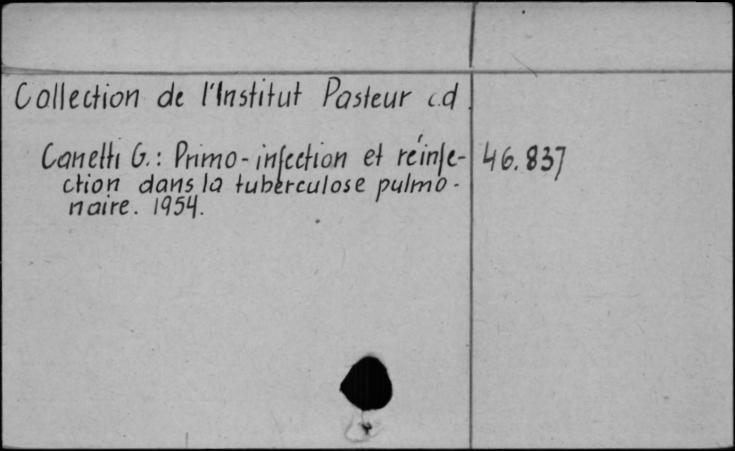 Collection de l'Institut Pasteur c.d.
Canetti G.: Primo-infection et réinfe- 46.837
ction dans la tuberculose pulmo-
naire. 1954.